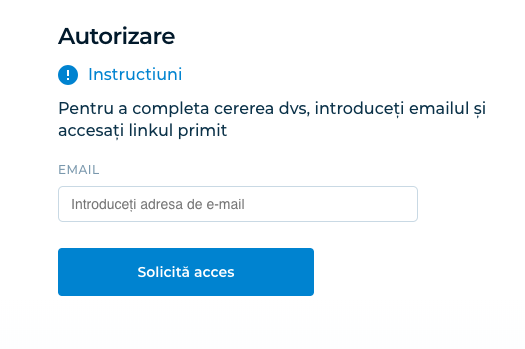 Autorizare
Instructiuni
Pentru a completa cererea dvs, introduceți emailul și
accesați linkul primit
EMAIL
Introduceți adresa de e-mail
Solicită acces